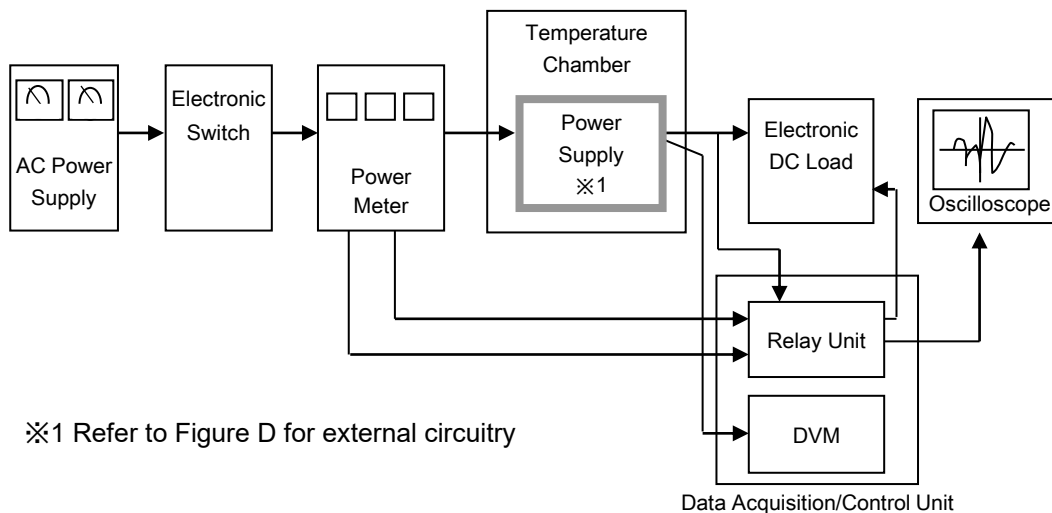 Temperature
Chamber
AC Power
Supply
Electronic
Switch
Power
Meter
Power
Supply
※1
Electronic
DC Load
Oscilloscope
Relay Unit
DVM
※1 Refer to Figure D for external circuitry
Data Acquisition/Control Unit